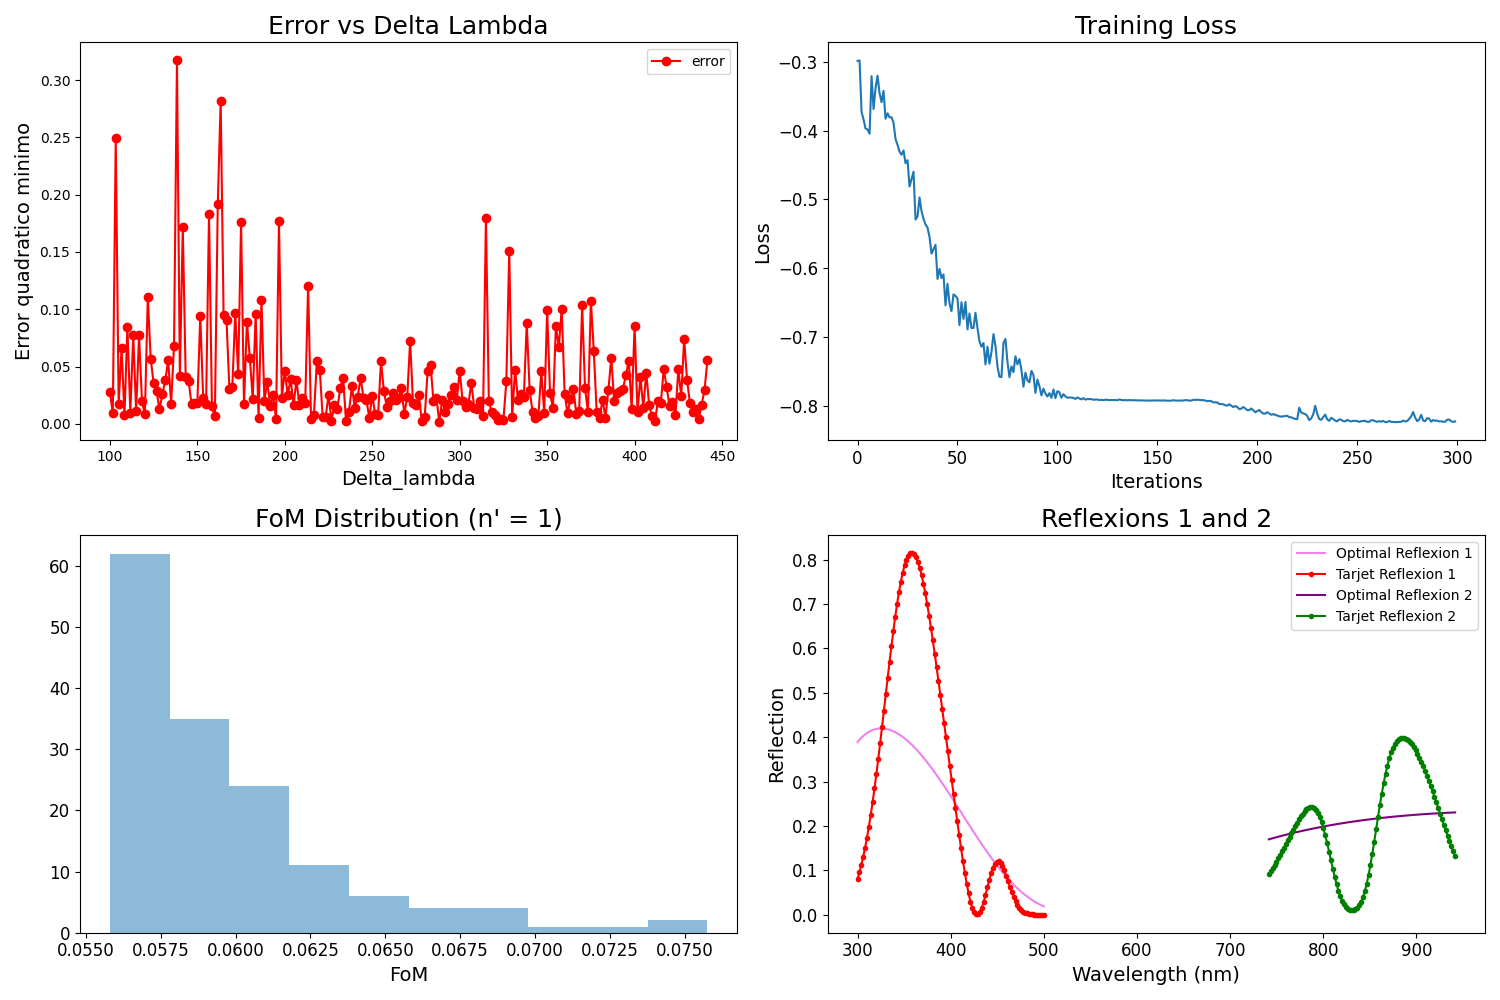 Error vs Delta Lambda
error
Error quadratico minimo
0.30
0.25
0.20
0.15
0.10
0.05
0.00
100 150 200 250 300 350 400 450
Delta_lambda
Training Loss
Loss
−0.3
−0.4
−0.5
−0.6
−0.7
−0.8
0 50 100 150 200 250 300
Iterations
FoM Distribution (n' = 1)
60
50
40
30
20
10
0
0.0550 0.0575 0.0600 0.0625 0.0650 0.0675 0.0700 0.0725 0.0750
FoM
Reflexions 1 and 2
Optimal Reflexion 1
Tarjet Reflexion 1
Optimal Reflexion 2
Tarjet Reflexion 2
Reflection
0.8
0.7
0.6
0.5
0.4
0.3
0.2
0.1
0.0
300 400 500 600 700 800 900
Wavelength (nm)